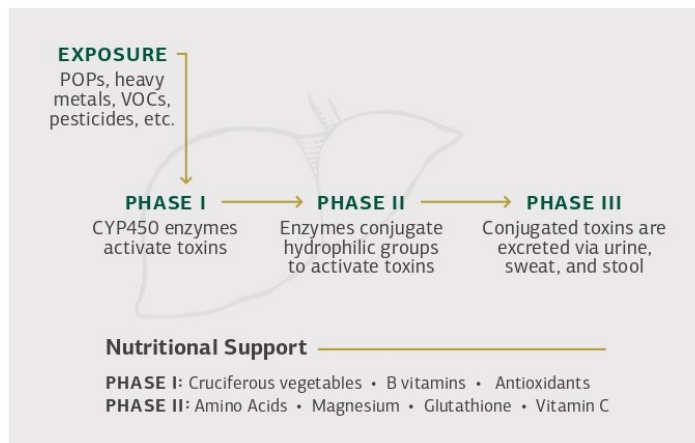 EXPOSURE
POPs, heavy
metals, VOCs,
pesticides, etc.
PHASE I
CYP450 enzymes
activate toxins
PHASE II
Enzymes conjugate
hydrophilic groups
to activate toxins
PHASE III
Conjugated toxins are
excreted via urine,
sweat, and stool
Nutritional Support
PHASE I: Cruciferous vegetables • B vitamins • Antioxidants
PHASE II: Amino Acids • Magnesium • Glutathione • Vitamin C